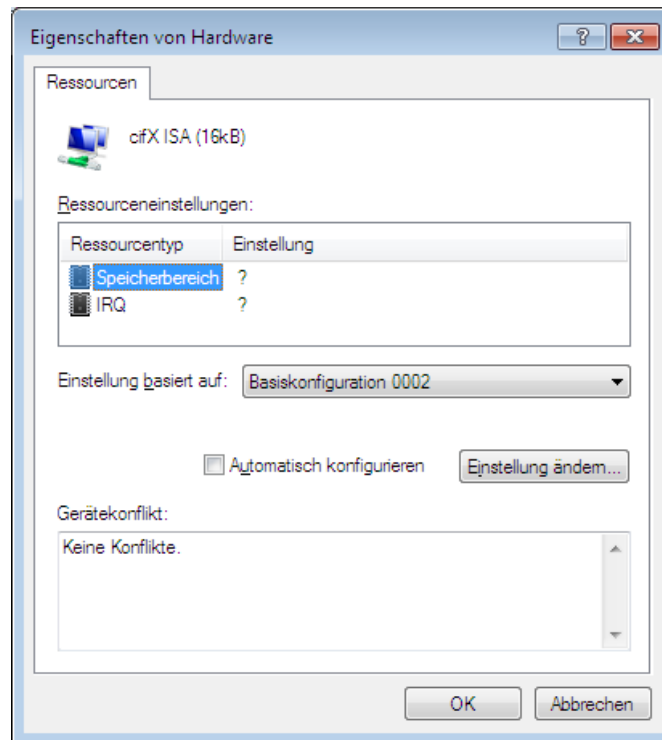 Eigenschaften von Hardware
Ressourcen
cifX ISA (16kB)
Ressourceneinstellungen:
Ressourcentyp Einstellung
Speicherbereich ?
IRQ ?
Einstellung basiert auf: Basiskonfiguration 0002
Automatisch konfigurieren Einstellung ändern...
Gerätekonflikt:
Keine Konflikte.
OK Abbrechen